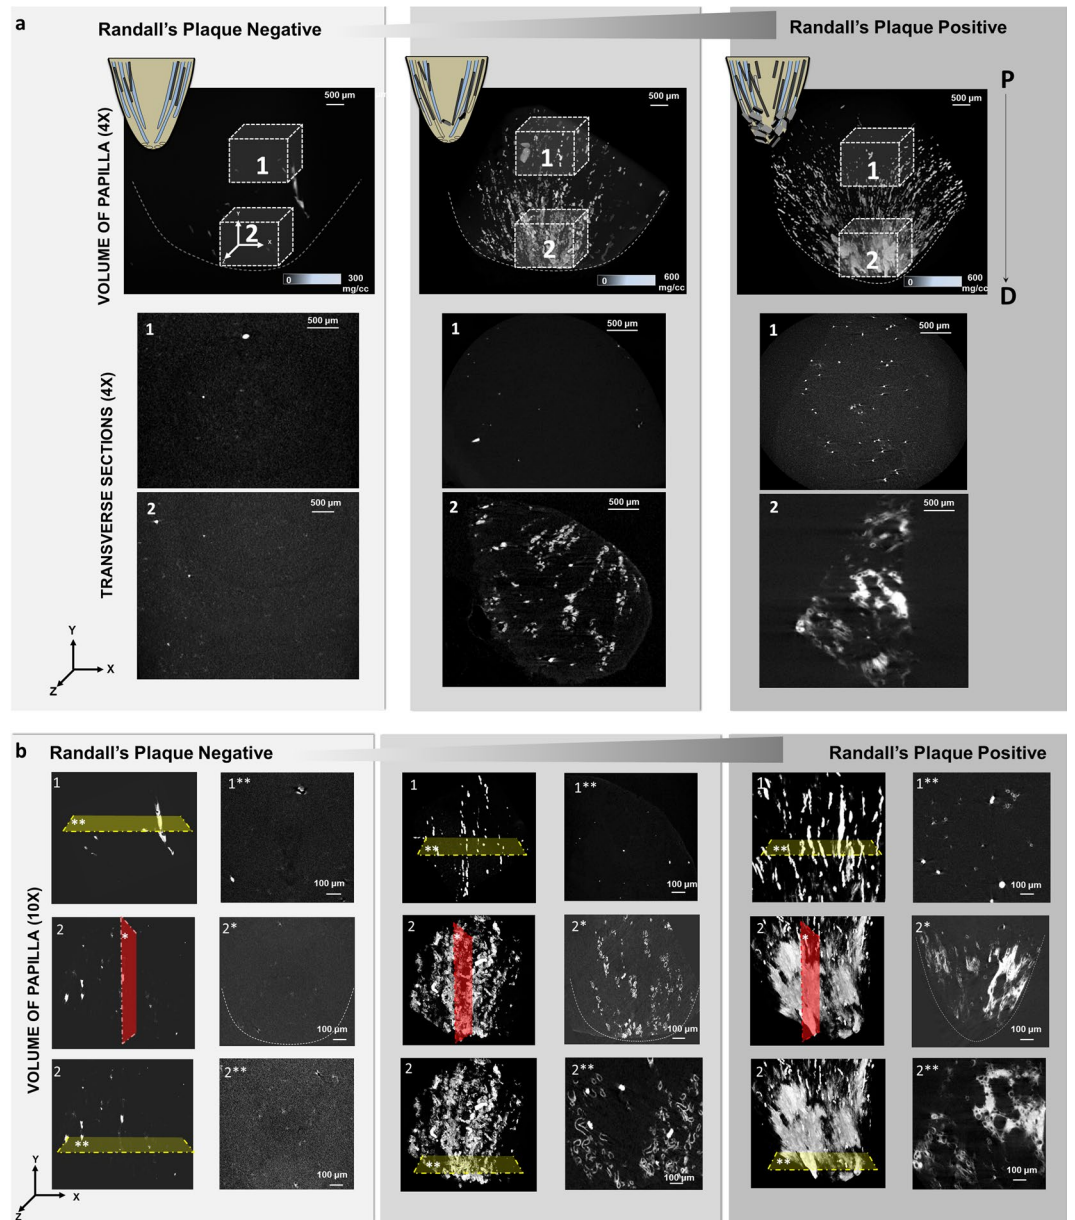 a
Randall's Plaque Negative
Randall's Plaque Positive
VOLUME OF PAPILLA (4X)
500 µm
1
2
Y
X
0
300
mg/cc
500 µm
1
2
0
600
mg/cc
500 µm
1
2
0
600
mg/cc
P
D
TRANSVERSE SECTIONS (4X)
1
500 µm
1
500 µm
1
500 µm
2
500 µm
2
500 µm
2
500 µm
Y
X
Z
b
Randall's Plaque Negative
Randall's Plaque Positive
VOLUME OF PAPILLA (10X)
1
**
1**
100 µm
1
**
1**
100 µm
1
**
1**
100 µm
2
*
2*
100 µm
2
*
2*
100 µm
2
*
2*
100 µm
2
**
2**
100 µm
2
**
2**
100 µm
2
**
2**
100 µm
Y
X
Z